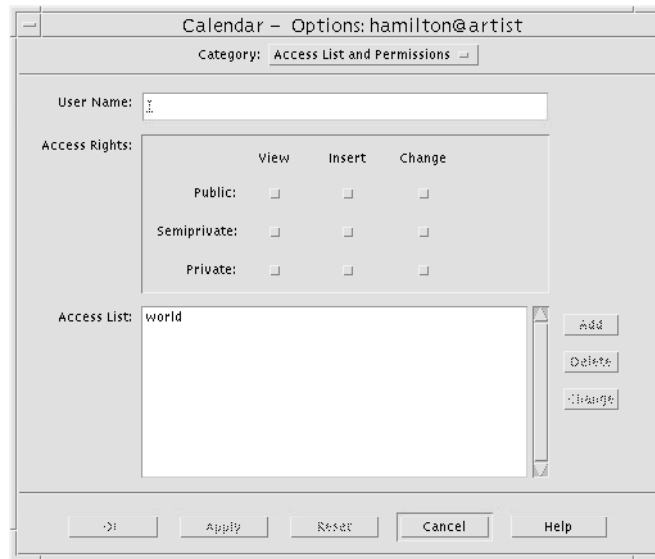 Calendar – Options: hamilton@artist
Category: Access List and Permissions
User Name:
Access Rights:
View Insert Change
Public:
Semiprivate:
Private:
Access List: world
Add
Delete
Change
OK Apply Reset Cancel Help